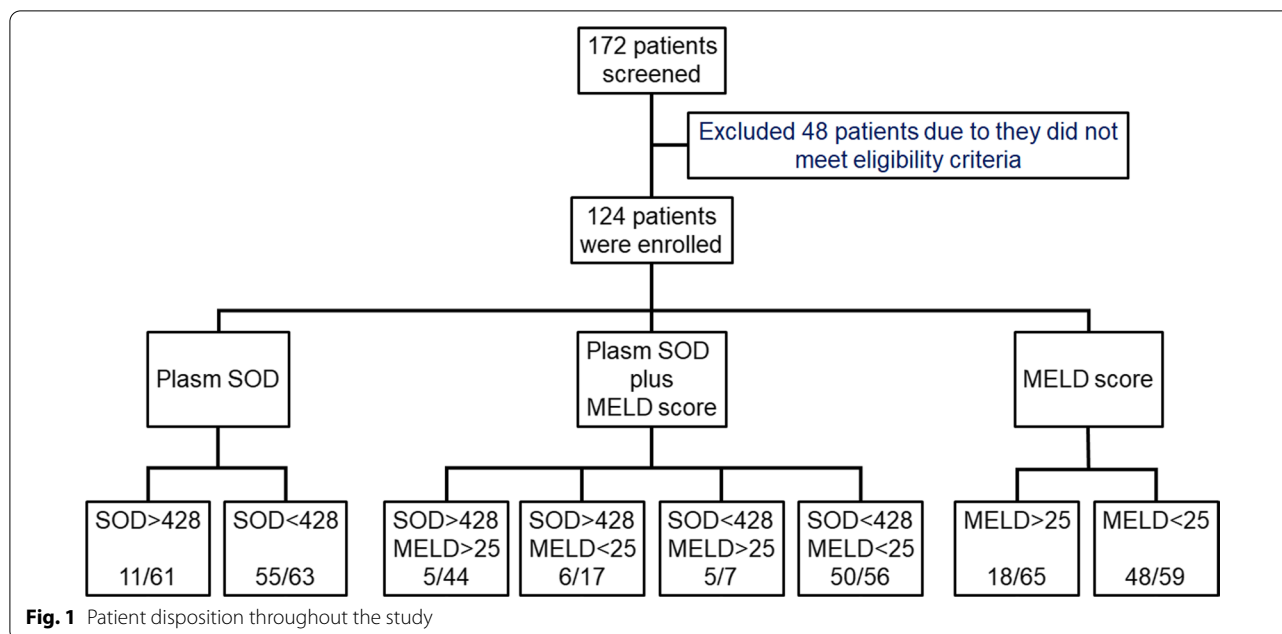 172 patients
screened
Excluded 48 patients due to they did not
meet eligibility criteria
124 patients
were enrolled
Plasm SOD
Plasm SOD
plus
MELD score
MELD score
SOD>428
11/61
SOD<428
55/63
SOD>428
MELD>25
5/44
SOD>428
MELD<25
6/17
SOD<428
MELD>25
5/7
SOD<428
MELD<25
50/56
MELD>25
18/65
MELD<25
48/59
Fig. 1 Patient disposition throughout the study